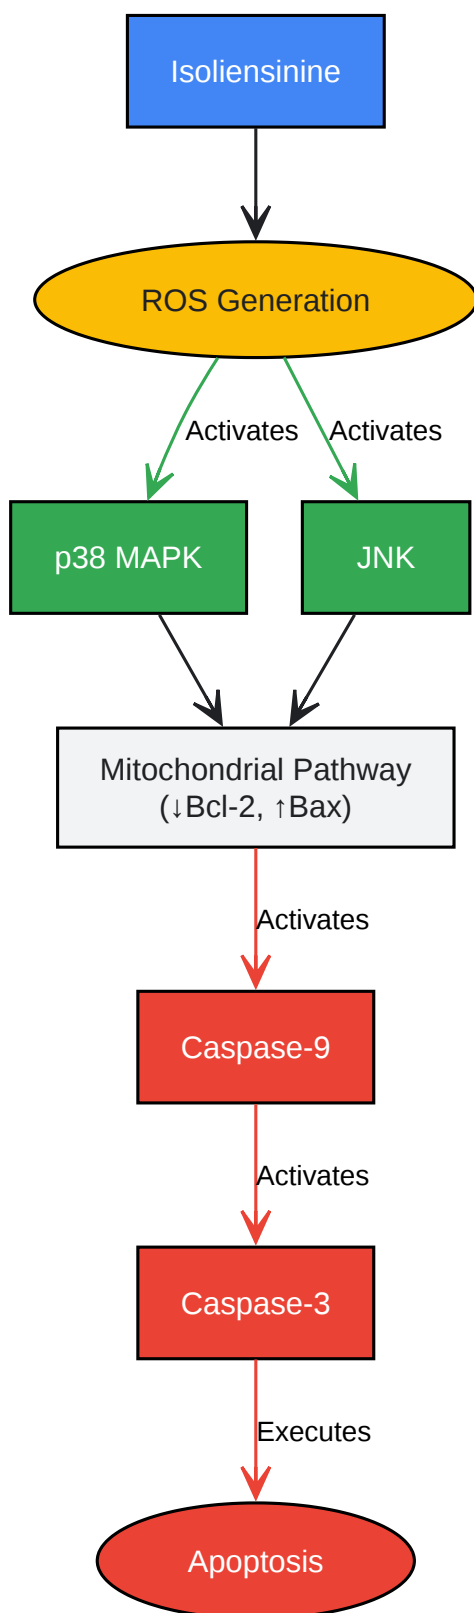 Isoliensinine
ROS Generation
Activates
Activates
p38 MAPK
JNK
Mitochondrial Pathway
(↓Bcl-2, ↑Bax)
Activates
Caspase-9
Activates
Caspase-3
Executes
Apoptosis